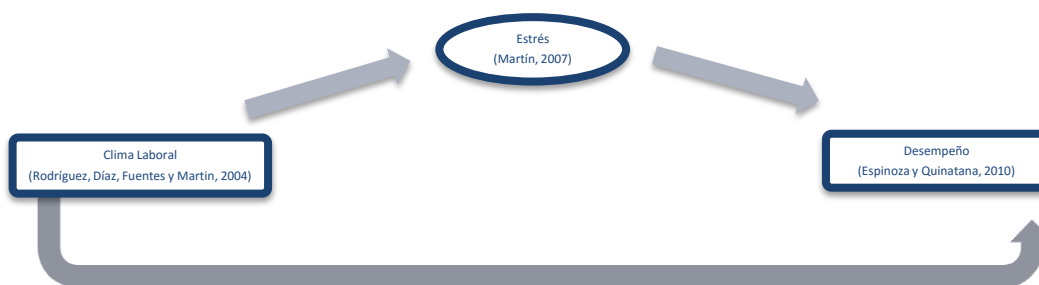 Estrés
(Martín, 2007)
Clima Laboral
(Rodríguez, Díaz, Fuentes y Martin, 2004)
Desempeño
(Espinoza y Quinatana, 2010)